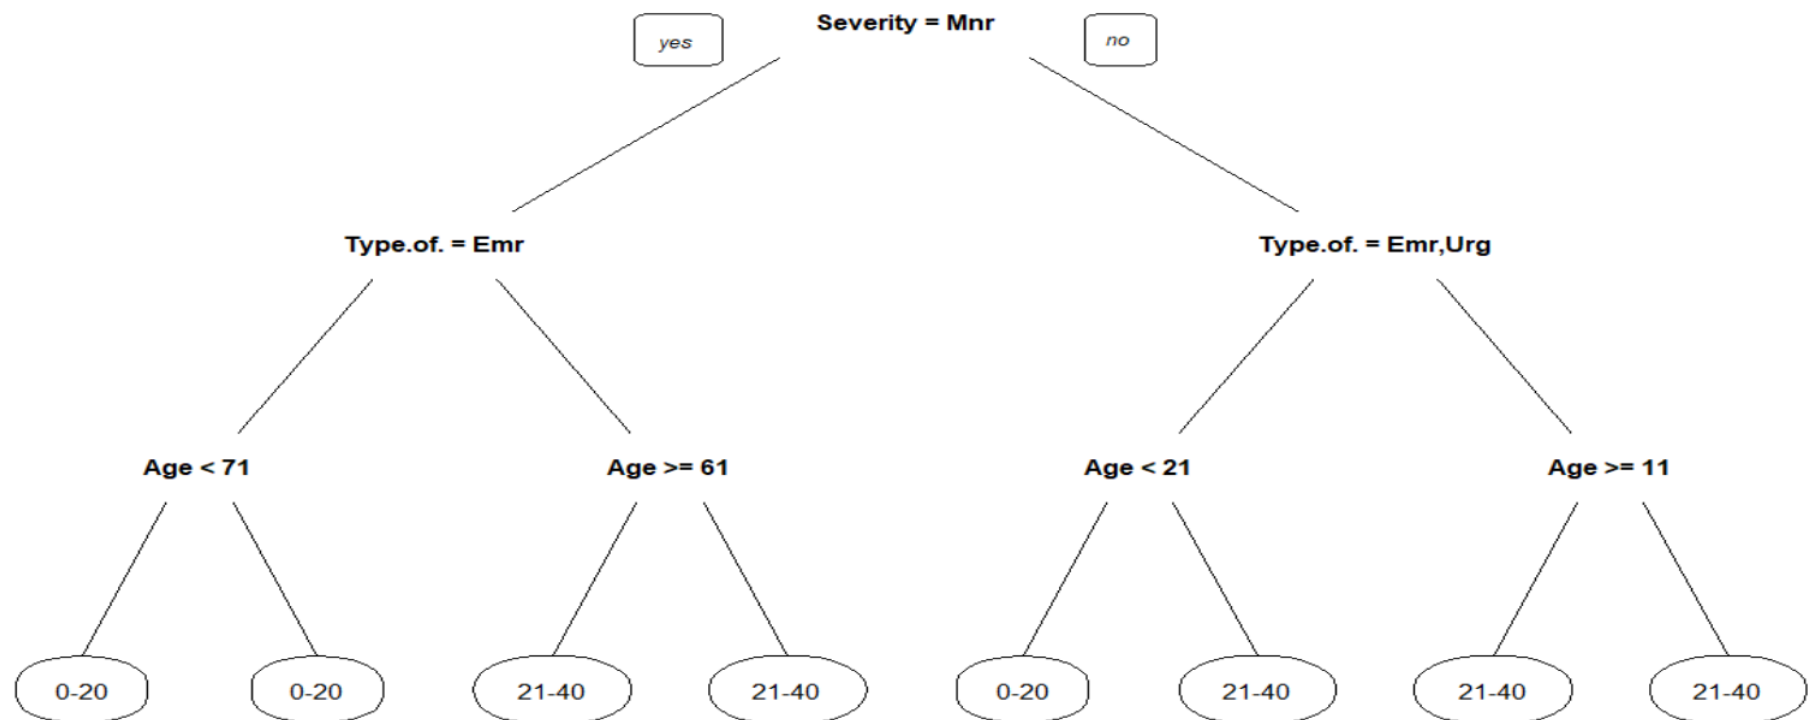 Severity = Mnr
yes
no
Type.of. = Emr
Type.of. = Emr,Urg
Age < 71
Age >= 61
Age < 21
Age >= 11
0-20
0-20
21-40
21-40
0-20
21-40
21-40
21-40